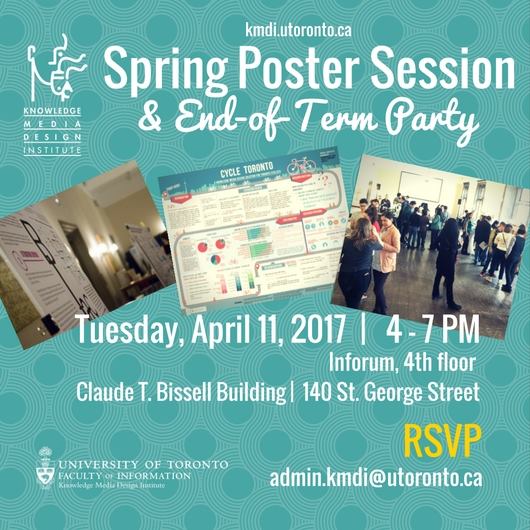 kmdi.utoronto.ca
Spring Poster Session
& End-of-Term Party
KNOWLEDGE
MEDIA
DESIGN
INSTITUTE
CYCLE TORONTO
Tuesday, April 11, 2017 | 4 - 7 PM
Inforum, 4th floor
Claude T. Bissell Building | 140 St. George Street
RSVP
admin.kmdi@utoronto.ca
UNIVERSITY OF TORONTO
FACULTY OF INFORMATION
Knowledge Media Design Institute